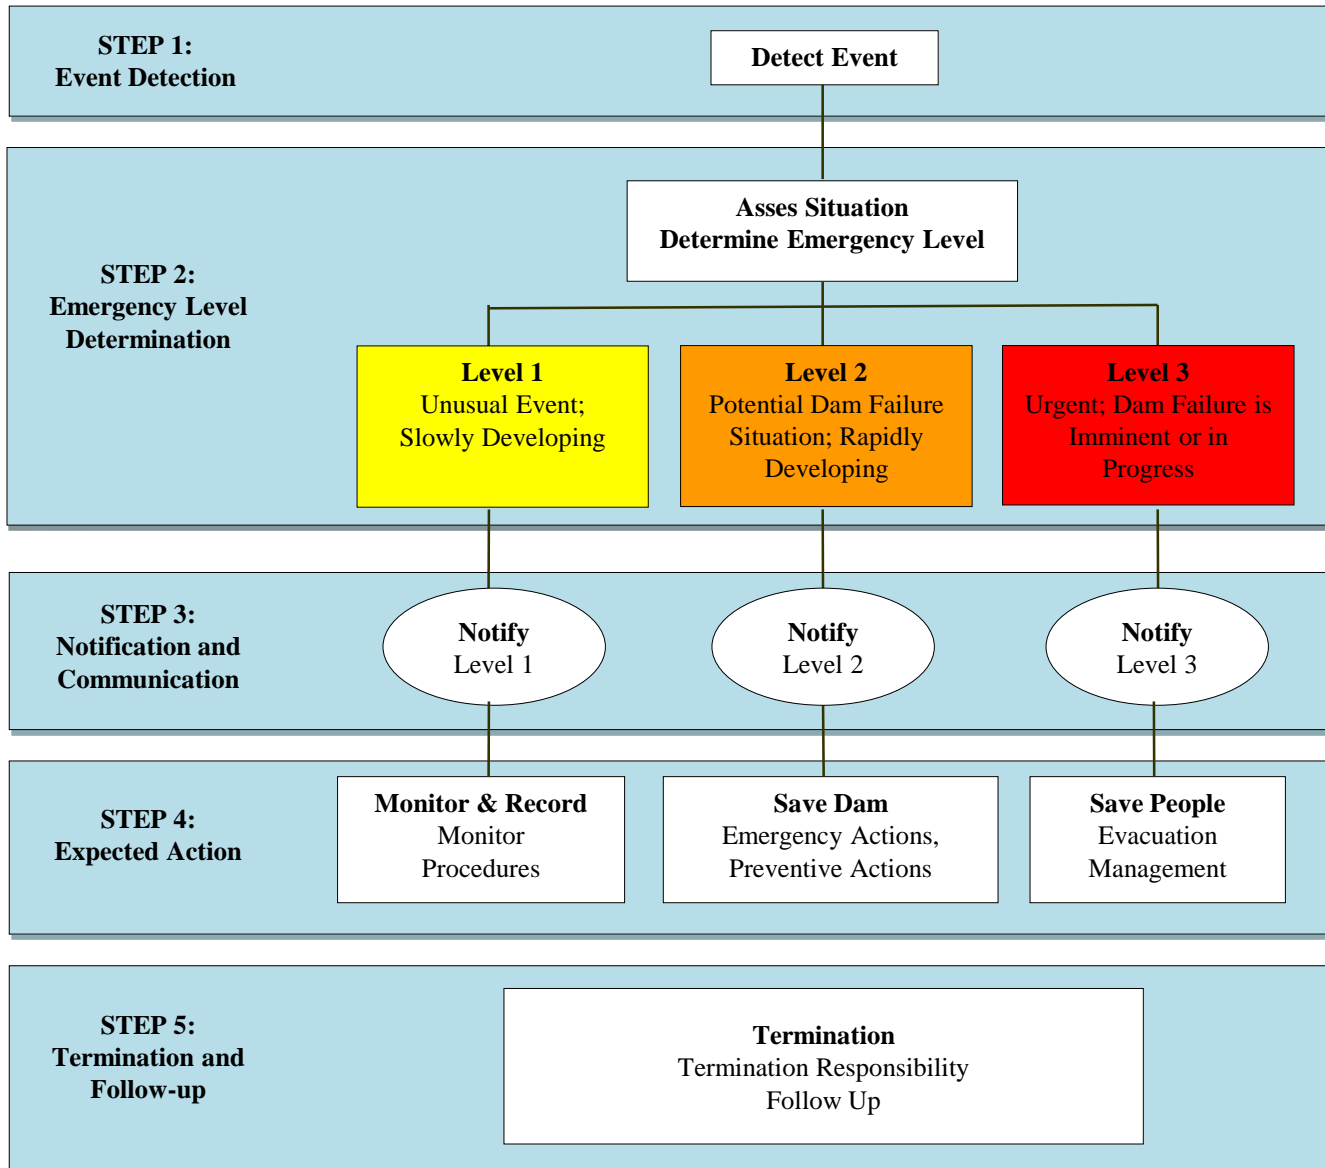 STEP 1:
Event Detection
Detect Event
STEP 2:
Emergency Level
Determination
Asses Situation
Determine Emergency Level
Level 1
Unusual Event;
Slowly Developing
Level 2
Potential Dam Failure
Situation; Rapidly
Developing
Level 3
Urgent; Dam Failure is
Imminent or in
Progress
STEP 3:
Notification and
Communication
Notify
Level 1
Notify
Level 2
Notify
Level 3
STEP 4:
Expected Action
Monitor & Record
Monitor
Procedures
Save Dam
Emergency Actions,
Preventive Actions
Save People
Evacuation
Management
STEP 5:
Termination and
Follow-up
Termination
Termination Responsibility
Follow Up